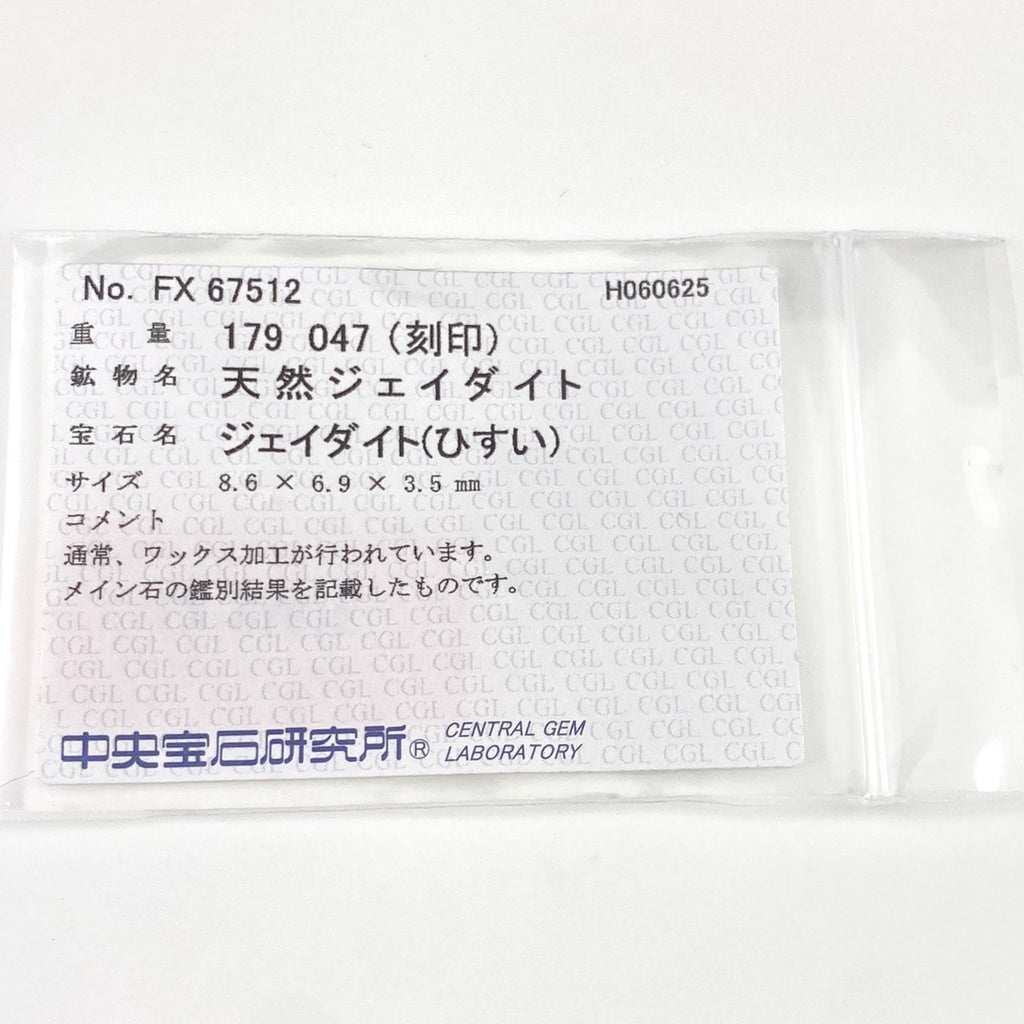 No. FX 67512 H060625
重 量 179 047 (刻印)
鉱物名 天然ジェイダイト
宝石名 ジェイダイト(ひすい)
サイズ 8.6 × 6.9 × 3.5 mm
コメント
通常、ワックス加工が行われています。
メイン石の鑑別結果を記載したものです。
中央宝石研究所® CENTRAL GEM
LABORATORY